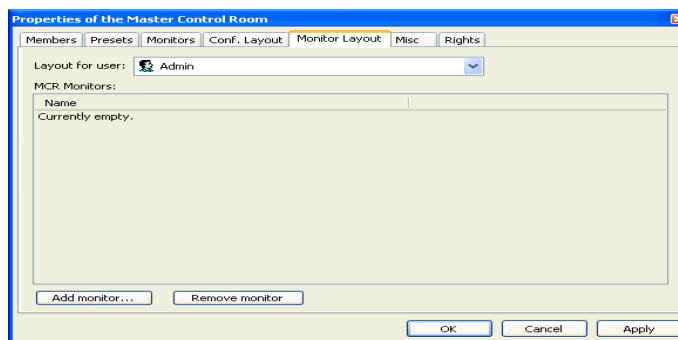 Properties of the Master Control Room
Members Presets Monitors Conf. Layout Monitor Layout Misc Rights
Layout for user: Admin
MCR Monitors:
Name
Currently empty.
Add monitor... Remove monitor
OK Cancel Apply